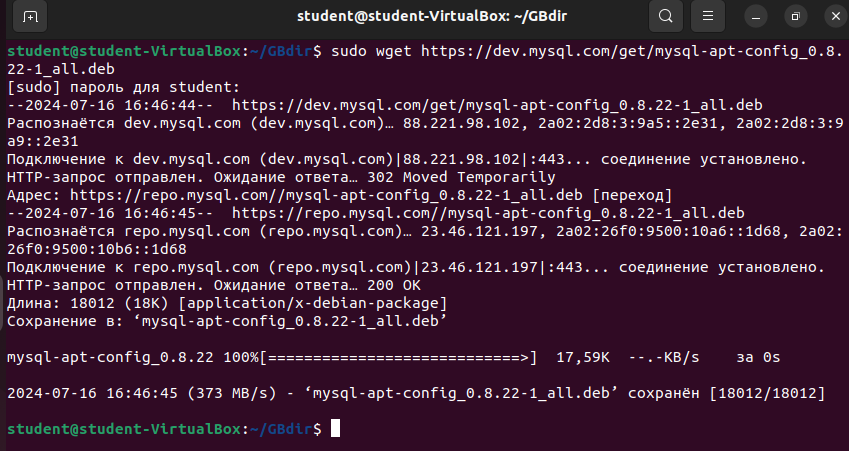 student@student-VirtualBox: ~/GBdir
student@student-VirtualBox:~/GBdir$ sudo wget https://dev.mysql.com/get/mysql-apt-config_0.8.
22-1_all.deb
[sudo] пароль для student:
--2024-07-16 16:46:44--  https://dev.mysql.com/get/mysql-apt-config_0.8.22-1_all.deb
Распознаётся dev.mysql.com (dev.mysql.com)… 88.221.98.102, 2a02:2d8:3:9a5::2e31, 2a02:2d8:3:9
a9::2e31
Подключение к dev.mysql.com (dev.mysql.com)|88.221.98.102|:443... соединение установлено.
HTTP-запрос отправлен. Ожидание ответа… 302 Moved Temporarily
Адрес: https://repo.mysql.com//mysql-apt-config_0.8.22-1_all.deb [переход]
--2024-07-16 16:46:45--  https://repo.mysql.com//mysql-apt-config_0.8.22-1_all.deb
Распознаётся repo.mysql.com (repo.mysql.com)… 23.46.121.197, 2a02:26f0:9500:10a6::1d68, 2a02:
26f0:9500:10b6::1d68
Подключение к repo.mysql.com (repo.mysql.com)|23.46.121.197|:443... соединение установлено.
HTTP-запрос отправлен. Ожидание ответа… 200 OK
Длина: 18012 (18K) [application/x-debian-package]
Сохранение в: ‘mysql-apt-config_0.8.22-1_all.deb’
mysql-apt-config_0.8.22 100%[============================>]  17,59K  --.-KB/s    за 0s
2024-07-16 16:46:45 (373 MB/s) - ‘mysql-apt-config_0.8.22-1_all.deb’ сохранён [18012/18012]
student@student-VirtualBox:~/GBdir$